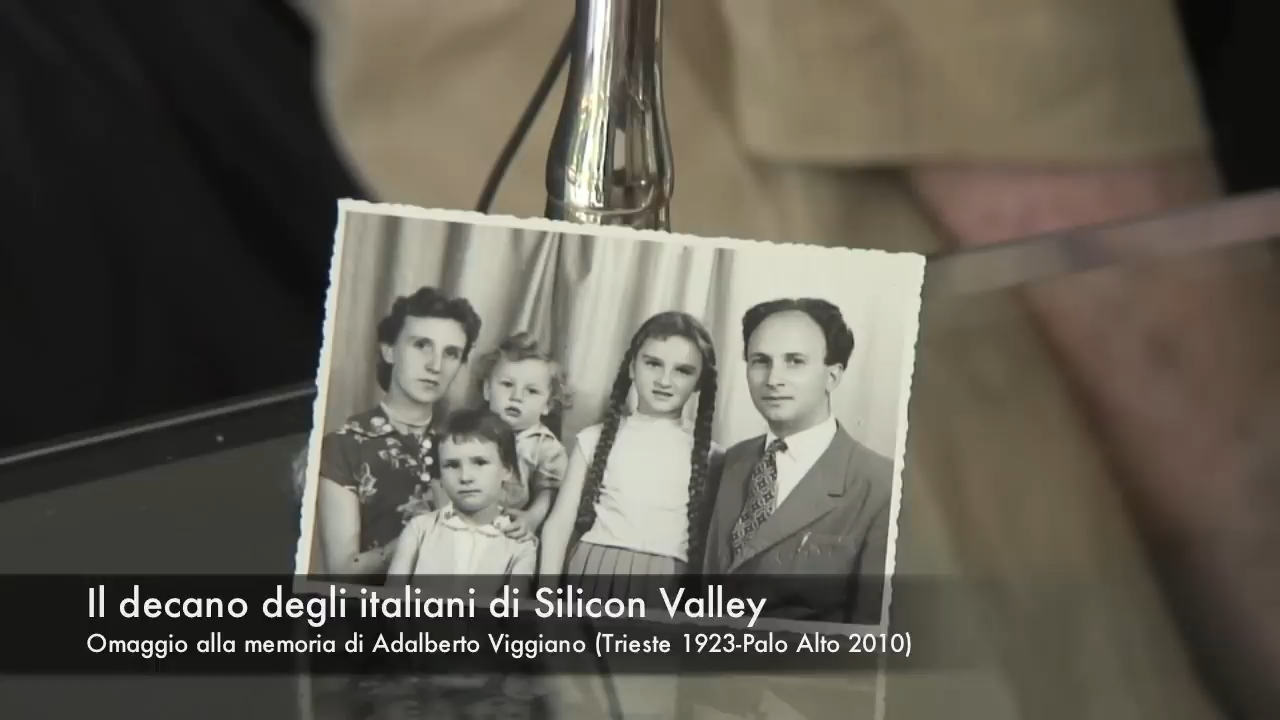 Il decano degli italiani di Silicon Valley
Omaggio alla memoria di Adalberto Viggiano (Trieste 1923-Palo Alto 2010)